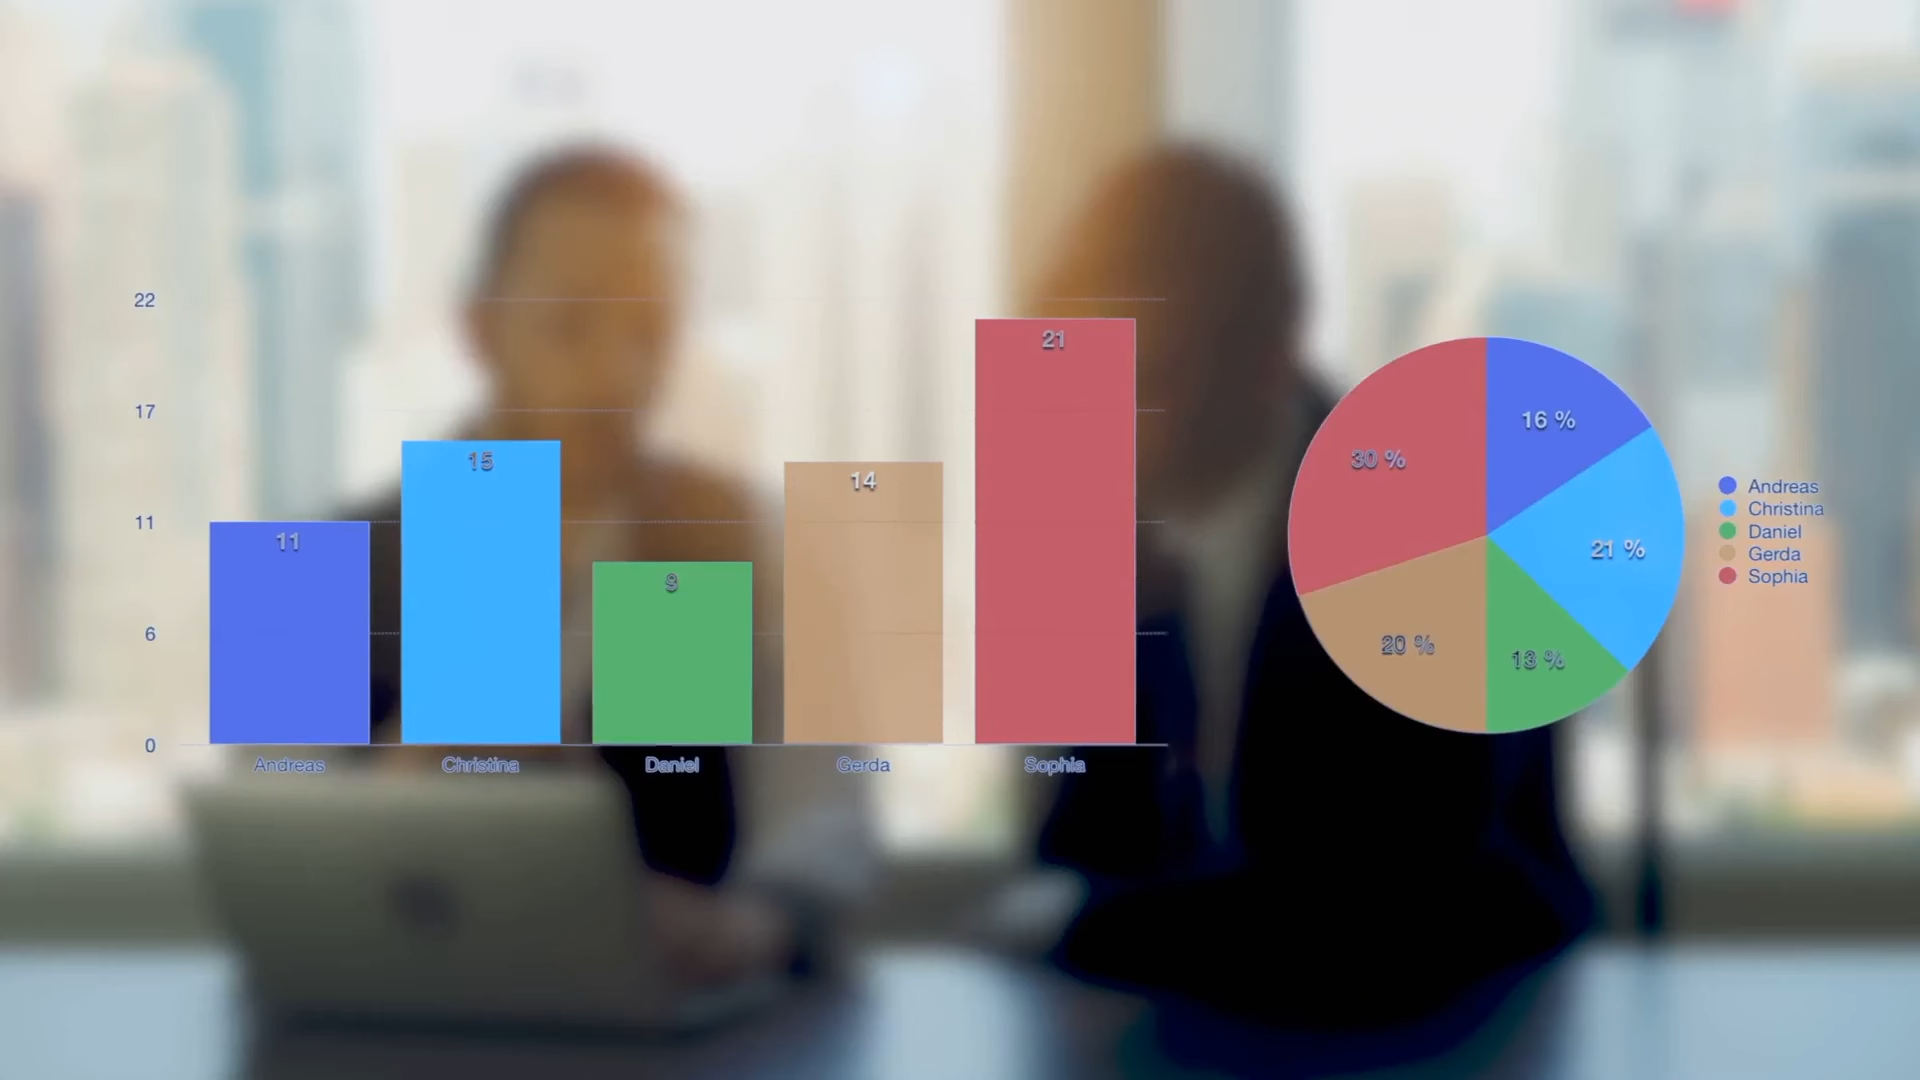 22
17
11
6
0
11
15
9
14
21
Andreas
Christina
Daniel
Gerda
Sophia
16 %
21 %
13 %
20 %
30 %
Andreas
Christina
Daniel
Gerda
Sophia